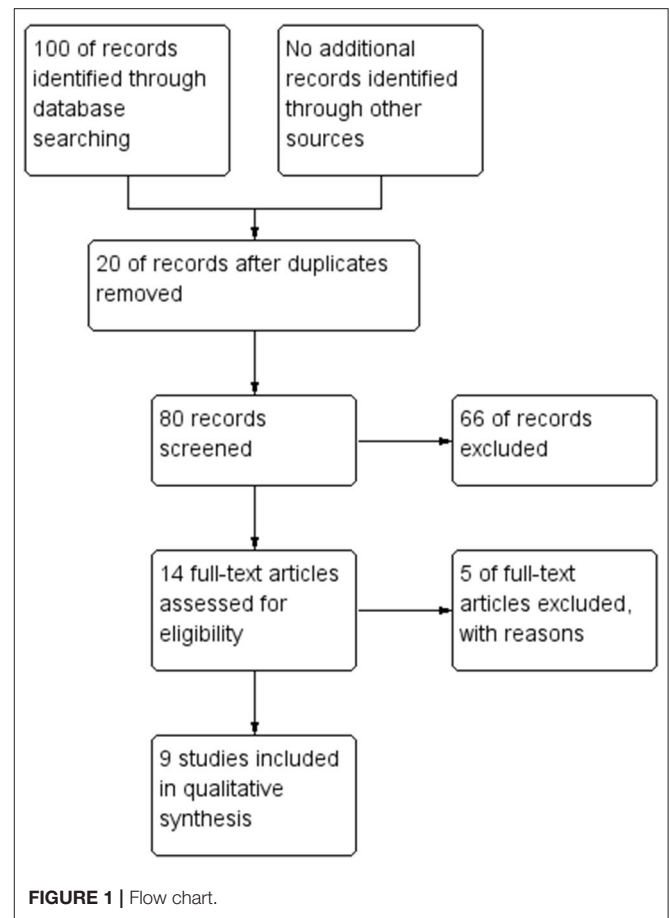 100 of records
identified through
database
searching
No additional
records identified
through other
sources
20 of records after duplicates
removed
80 records
screened
66 of records
excluded
14 full-text articles
assessed for
eligibility
5 of full-text
articles excluded,
with reasons
9 studies included
in qualitative
synthesis
FIGURE 1 | Flow chart.